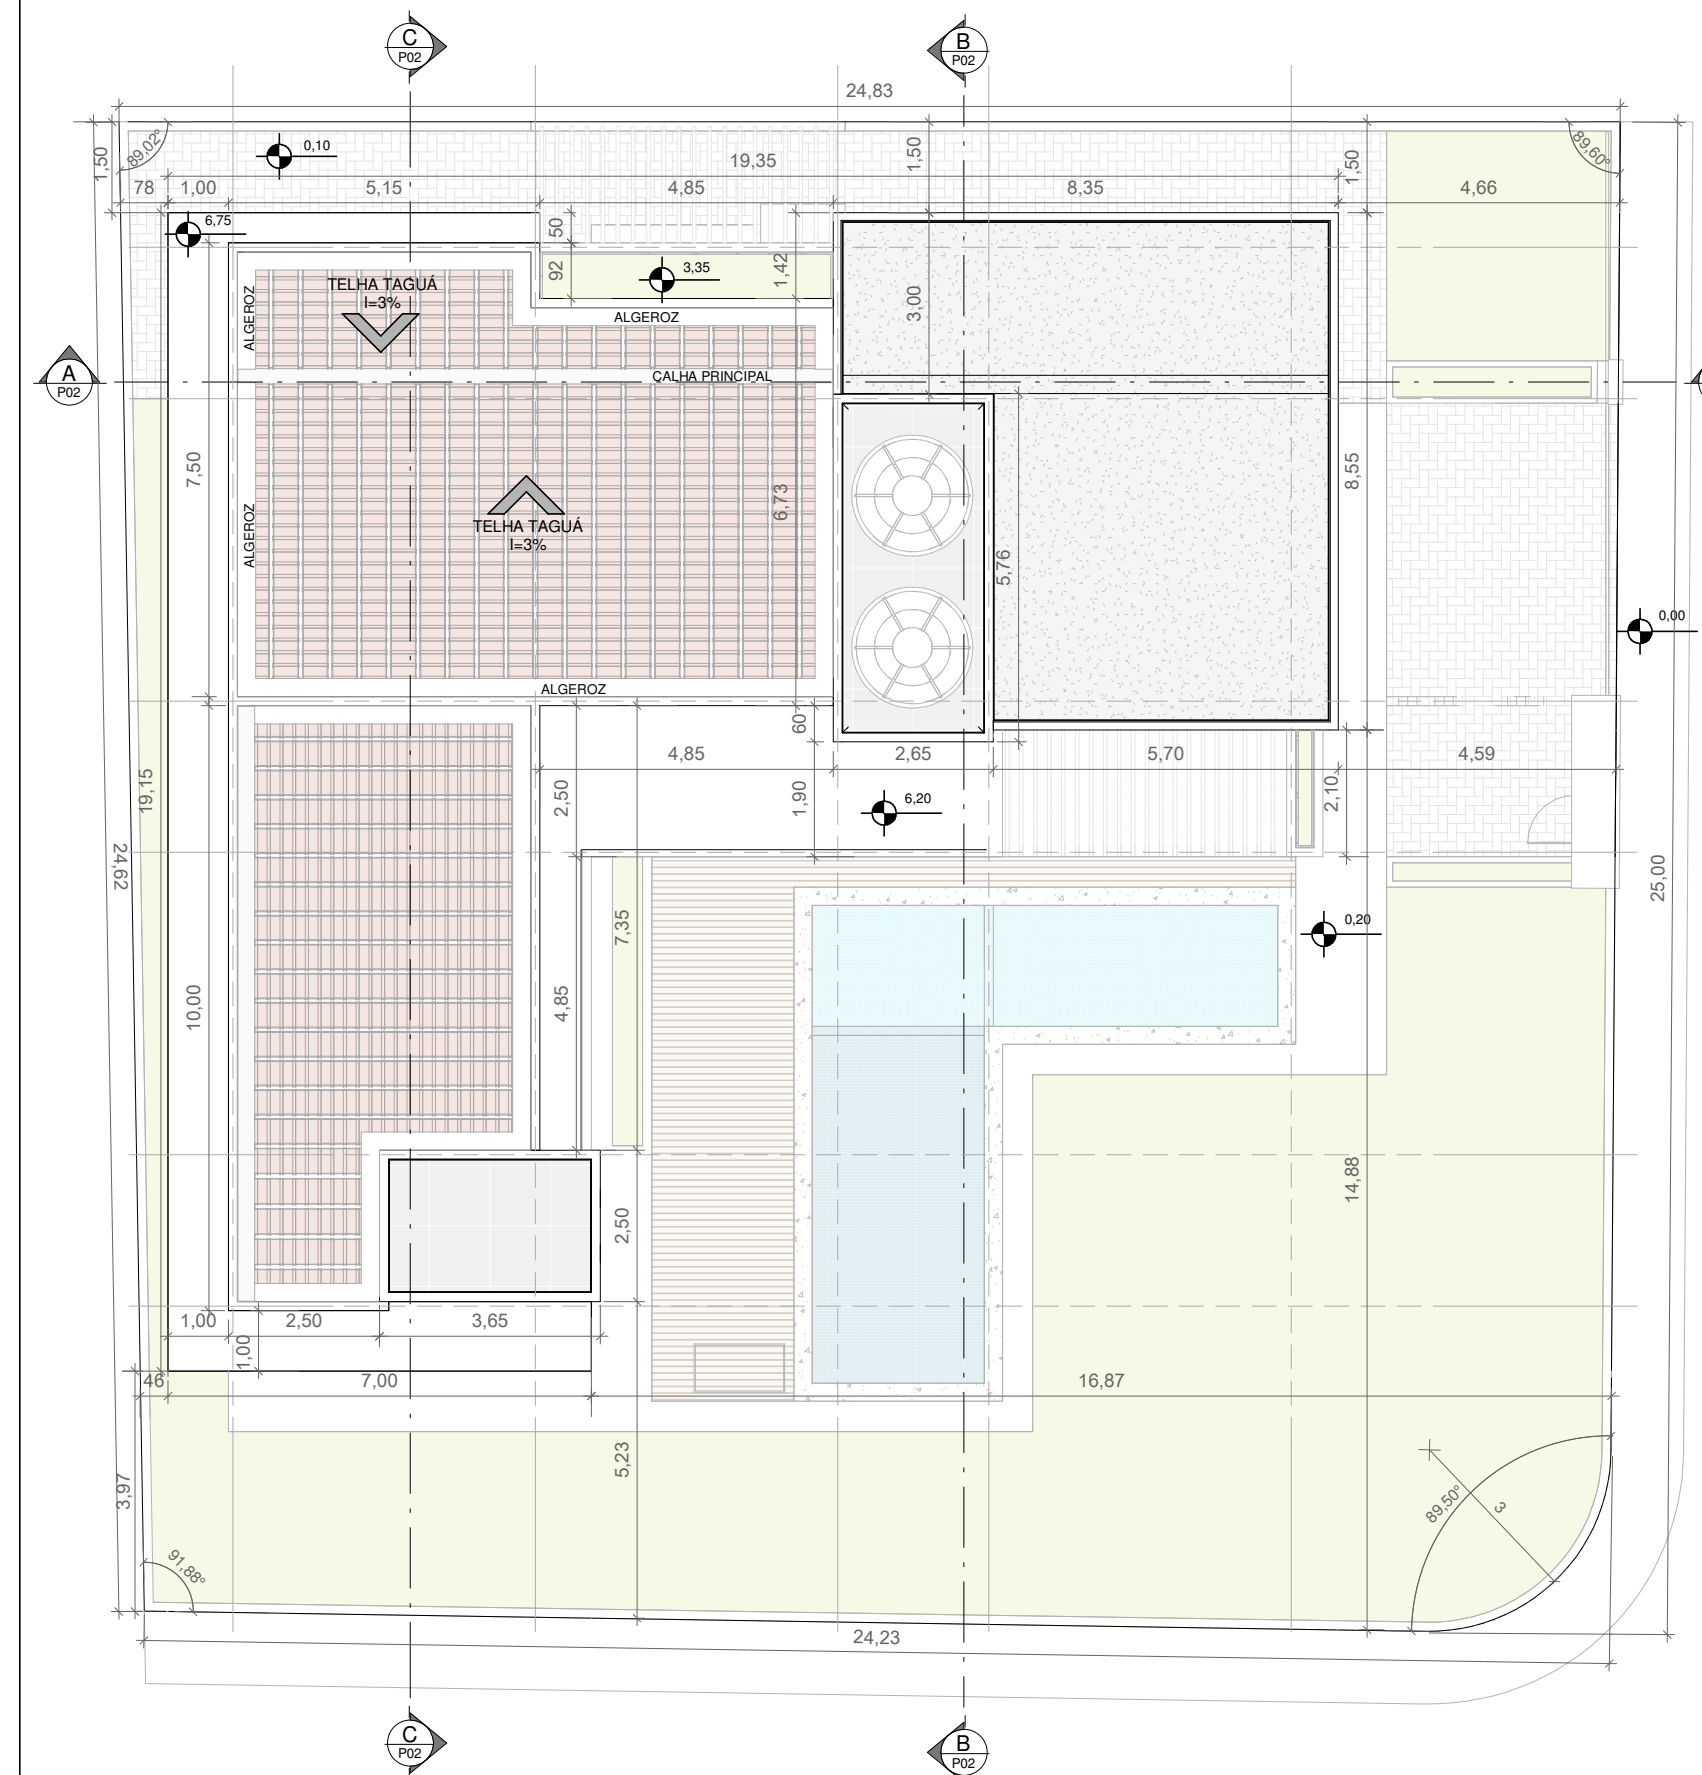 C
P02
B
P02
24,83
89,02°
89,60°
1,50
0,10
19,35
1,50
1,50
78
1,00
5,15
4,85
8,35
4,66
6,75
50
92
3,35
1,42
TELHA TAGUÁ
I=3%
ALGEROZ
ALGEROZ
3,00
A
P02
CALHA PRINCIPAL
7,50
ALGEROZ
TELHA TAGUÁ
I=3%
6,73
5,76
8,55
0,00
ALGEROZ
60
4,85
2,65
5,70
4,59
19,15
2,50
1,90
6,20
2,10
24,62
25,00
7,35
0,20
10,00
4,85
14,88
2,50
1,00
2,50
3,65
1,00
46
7,00
16,87
5,23
3,97
89,50°
3
91,88°
24,23
C
P02
B
P02